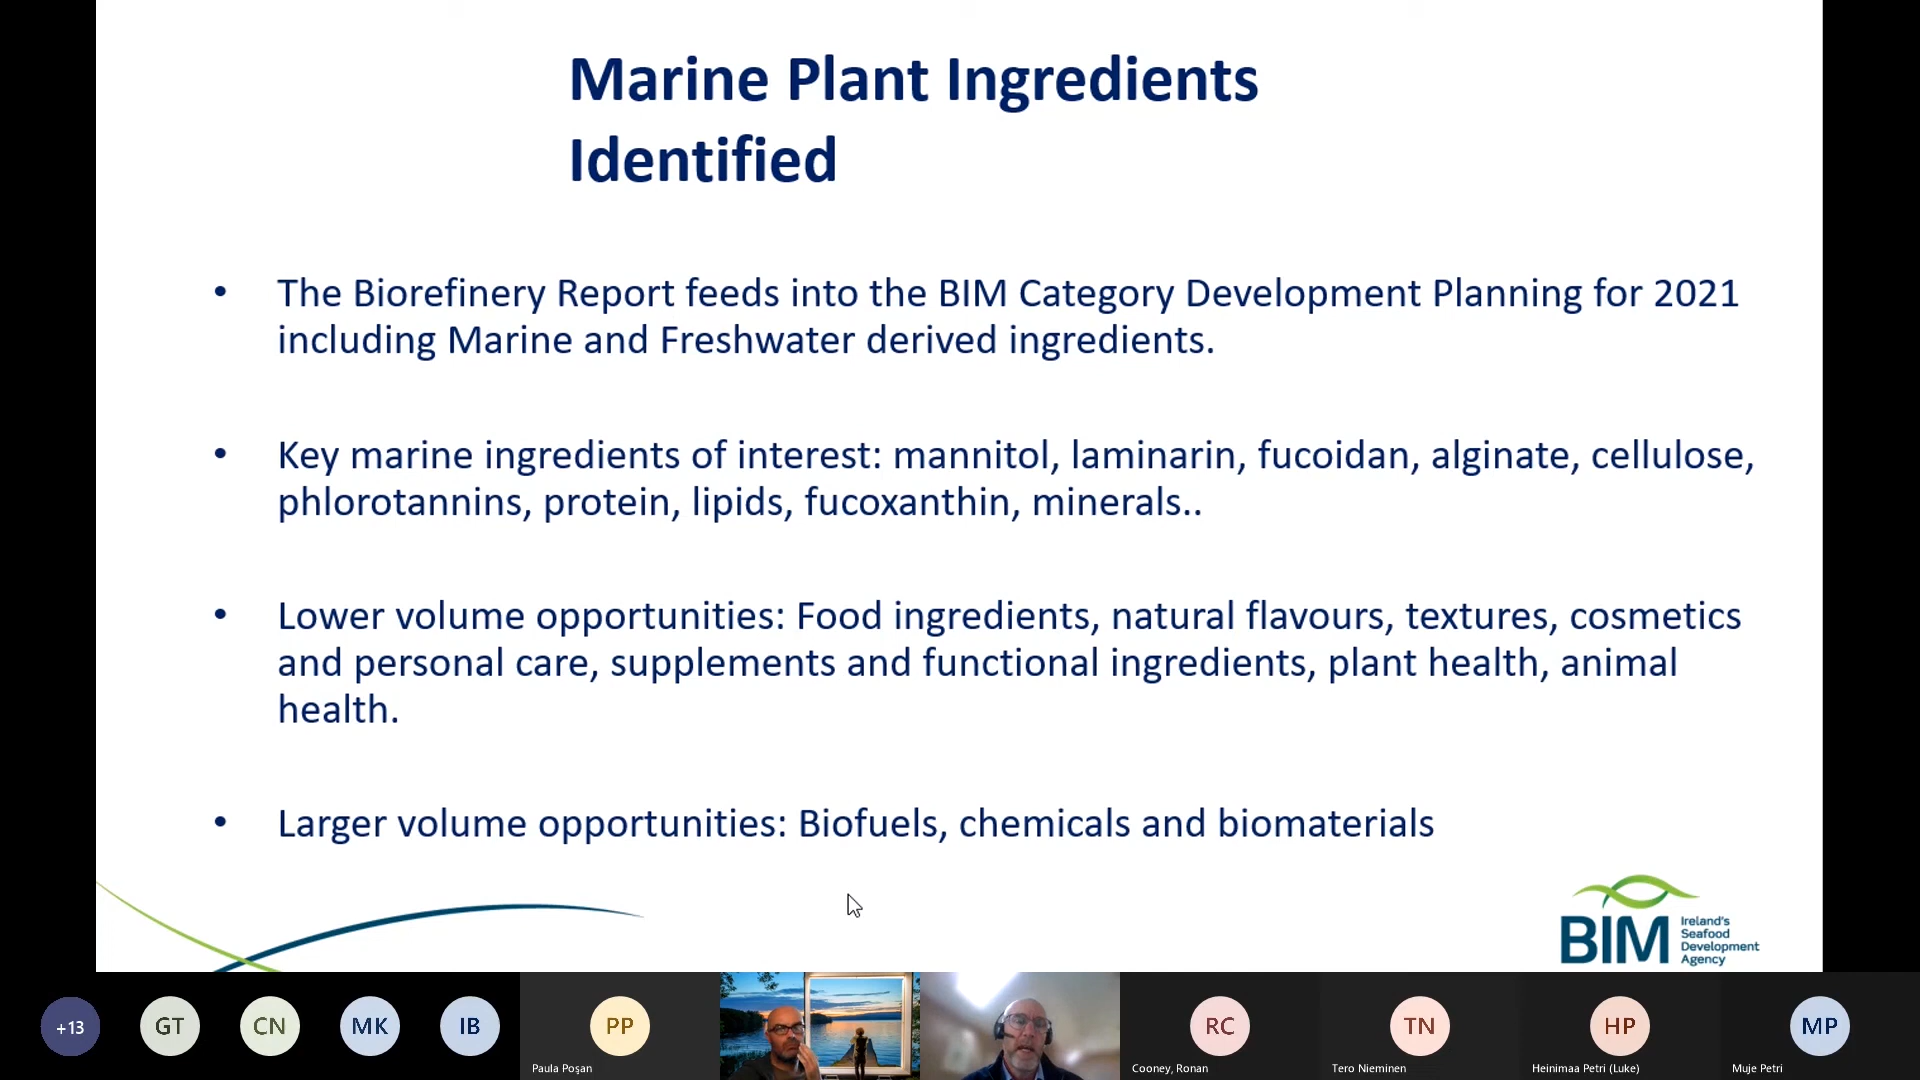 Marine Plant Ingredients
Identified
• The Biorefinery Report feeds into the BIM Category Development Planning for 2021
including Marine and Freshwater derived ingredients.
• Key marine ingredients of interest: mannitol, laminarin, fucoidan, alginate, cellulose,
phlorotannins, protein, lipids, fucoxanthin, minerals..
• Lower volume opportunities: Food ingredients, natural flavours, textures, cosmetics
and personal care, supplements and functional ingredients, plant health, animal
health.
• Larger volume opportunities: Biofuels, chemicals and biomaterials
BIM
Ireland's
Seafood
Development
Agency
+13
GT
CN
MK
IB
PP
Paula Poşan
RC
Cooney, Ronan
TN
Tero Nieminen
HP
Heinimaa Petri (Luke)
MP
Muje Petri